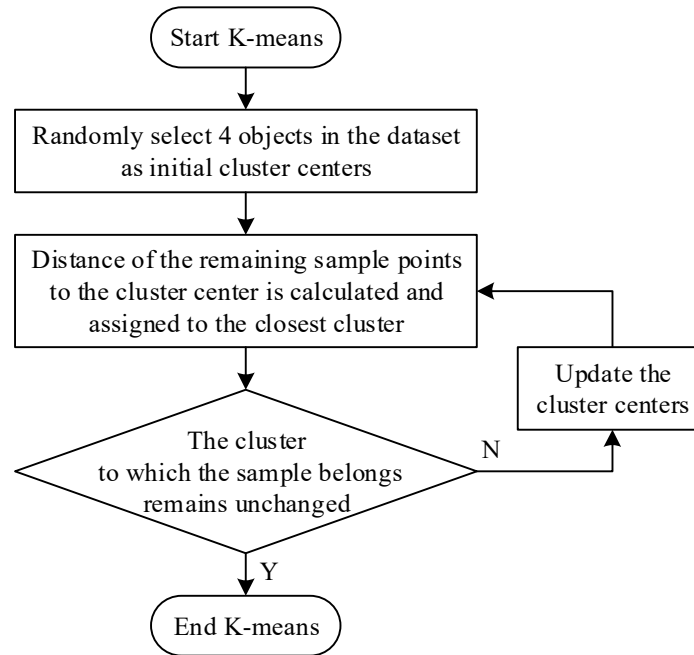 Start K-means
Randomly select 4 objects in the dataset
as initial cluster centers
Distance of the remaining sample points
to the cluster center is calculated and
assigned to the closest cluster
Update the
cluster centers
The cluster
to which the sample belongs
remains unchanged
N
Y
End K-means